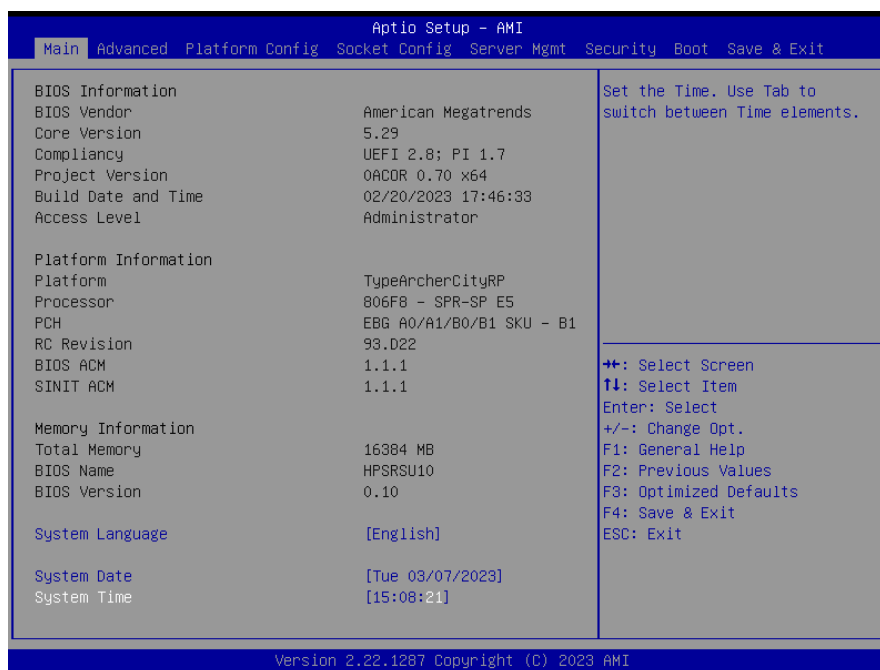 Aptio Setup – AMI
Main Advanced Platform Config Socket Config Server Mgmt Security Boot Save & Exit
BIOS Information
BIOS Vendor American Megatrends
Core Version 5.29
Compliancy UEFI 2.8; PI 1.7
Project Version 0ACOR 0.70 x64
Build Date and Time 02/20/2023 17:46:33
Access Level Administrator
Platform Information
Platform TypeArcherCityRP
Processor 806F8 – SPR-SP E5
PCH EBG A0/A1/B0/B1 SKU – B1
RC Revision 93.D22
BIOS ACM 1.1.1
SINIT ACM 1.1.1
Memory Information
Total Memory 16384 MB
BIOS Name HPSRSU10
BIOS Version 0.10
System Language [English]
System Date [Tue 03/07/2023]
System Time [15:08:21]
Set the Time. Use Tab to
switch between Time elements.
→←: Select Screen
↑↓: Select Item
Enter: Select
+/-: Change Opt.
F1: General Help
F2: Previous Values
F3: Optimized Defaults
F4: Save & Exit
ESC: Exit
Version 2.22.1287 Copyright (C) 2023 AMI